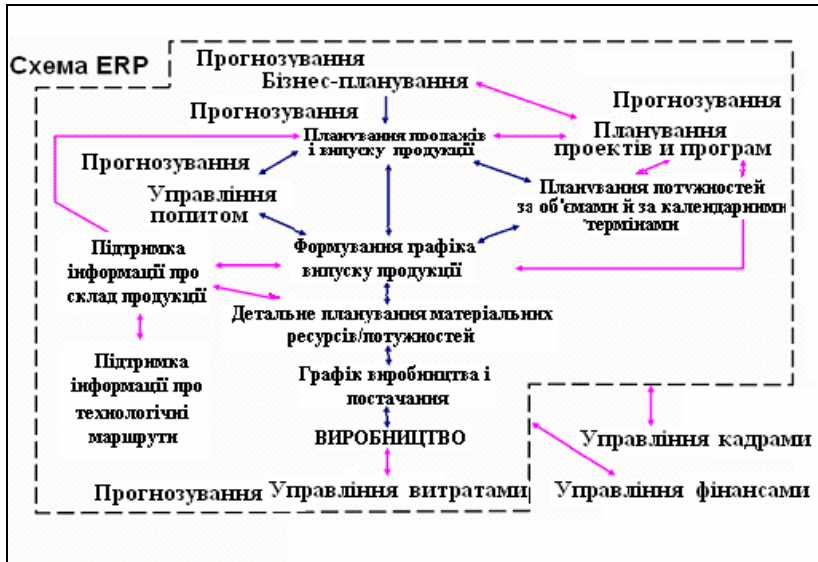 Схема ERP
Прогнозування
Бізнес-планування
Прогнозування
Прогнозування
Планування продажів
і випуску продукції
Планування
проектів и програм
Прогнозування
Управління
попитом
Планування потужностей
за об'ємами й за календарними
термінами
Підтримка
інформації про
склад продукції
Формування графіка
випуску продукції
Детальне планування матеріальних
ресурсів/потужностей
Підтримка
інформації про
технологічні
маршрути
Графік виробництва і
постачання
ВИРОБНИЦТВО
Управління кадрами
Прогнозування
Управління витратами
Управління фінансами